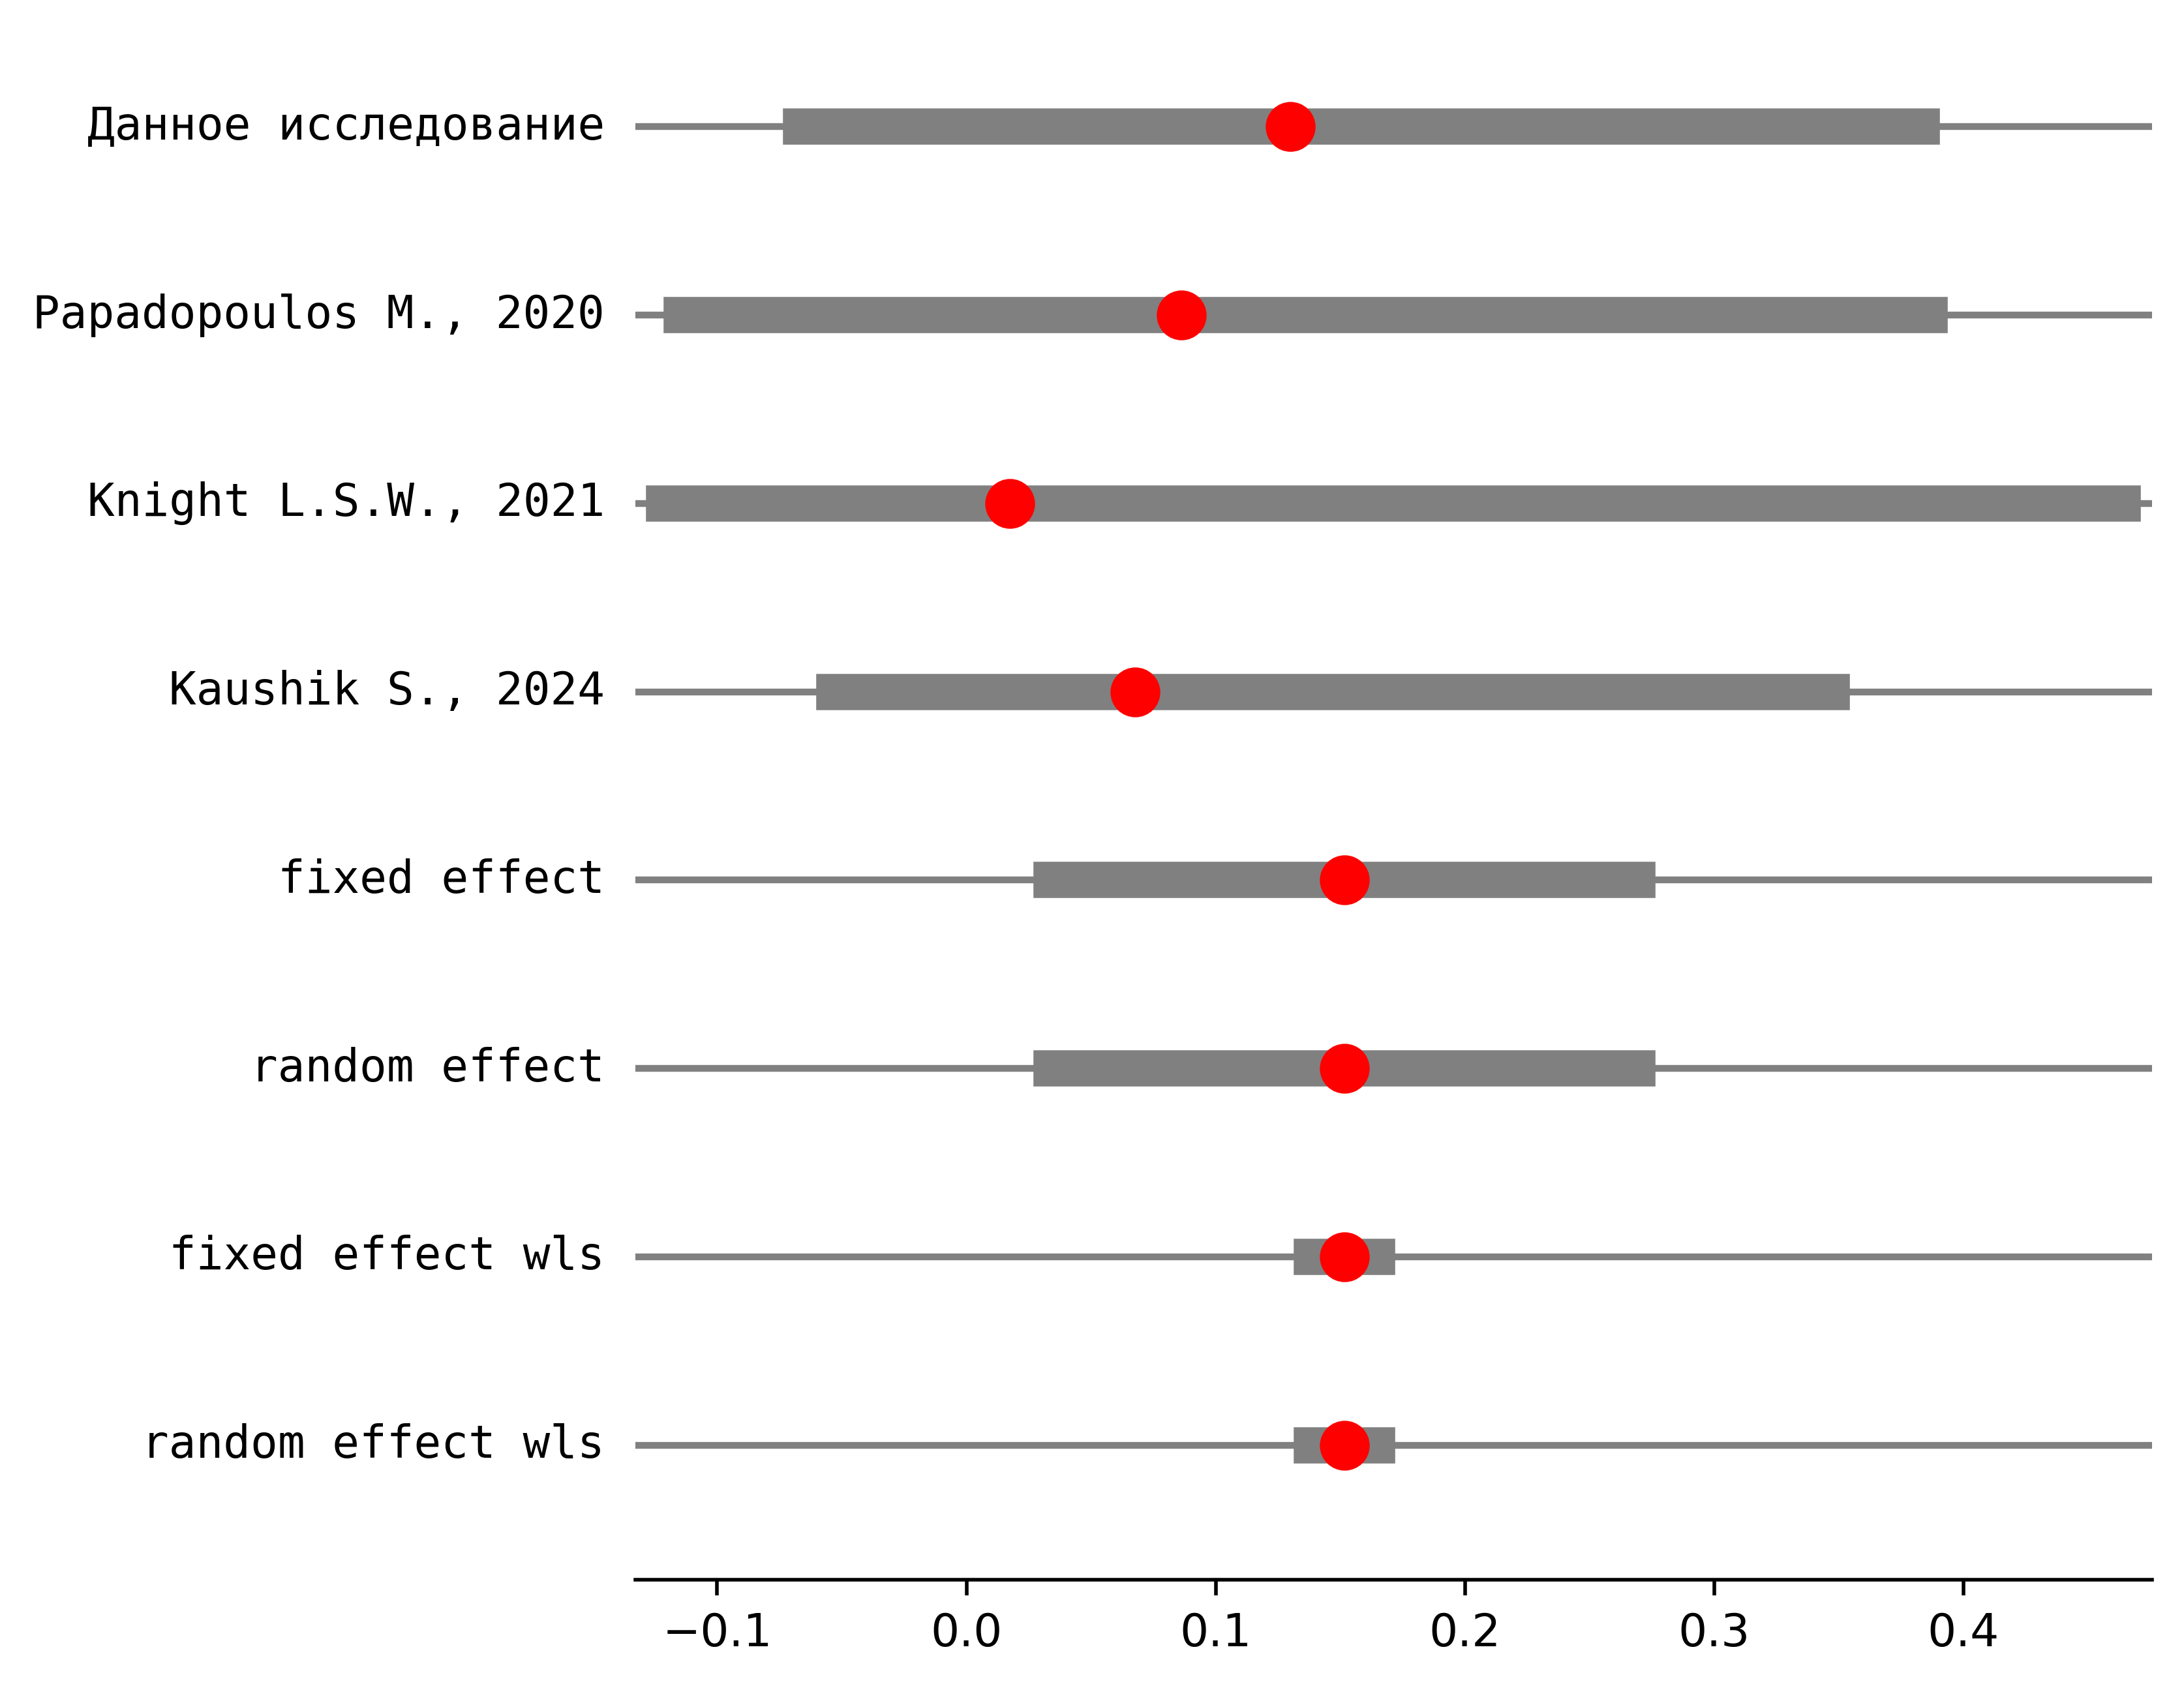 Данное исследование
Papadopoulos M., 2020
Knight L.S.W., 2021
Kaushik S., 2024
fixed effect
random effect
fixed effect wls
random effect wls
−0.1 0.0 0.1 0.2 0.3 0.4